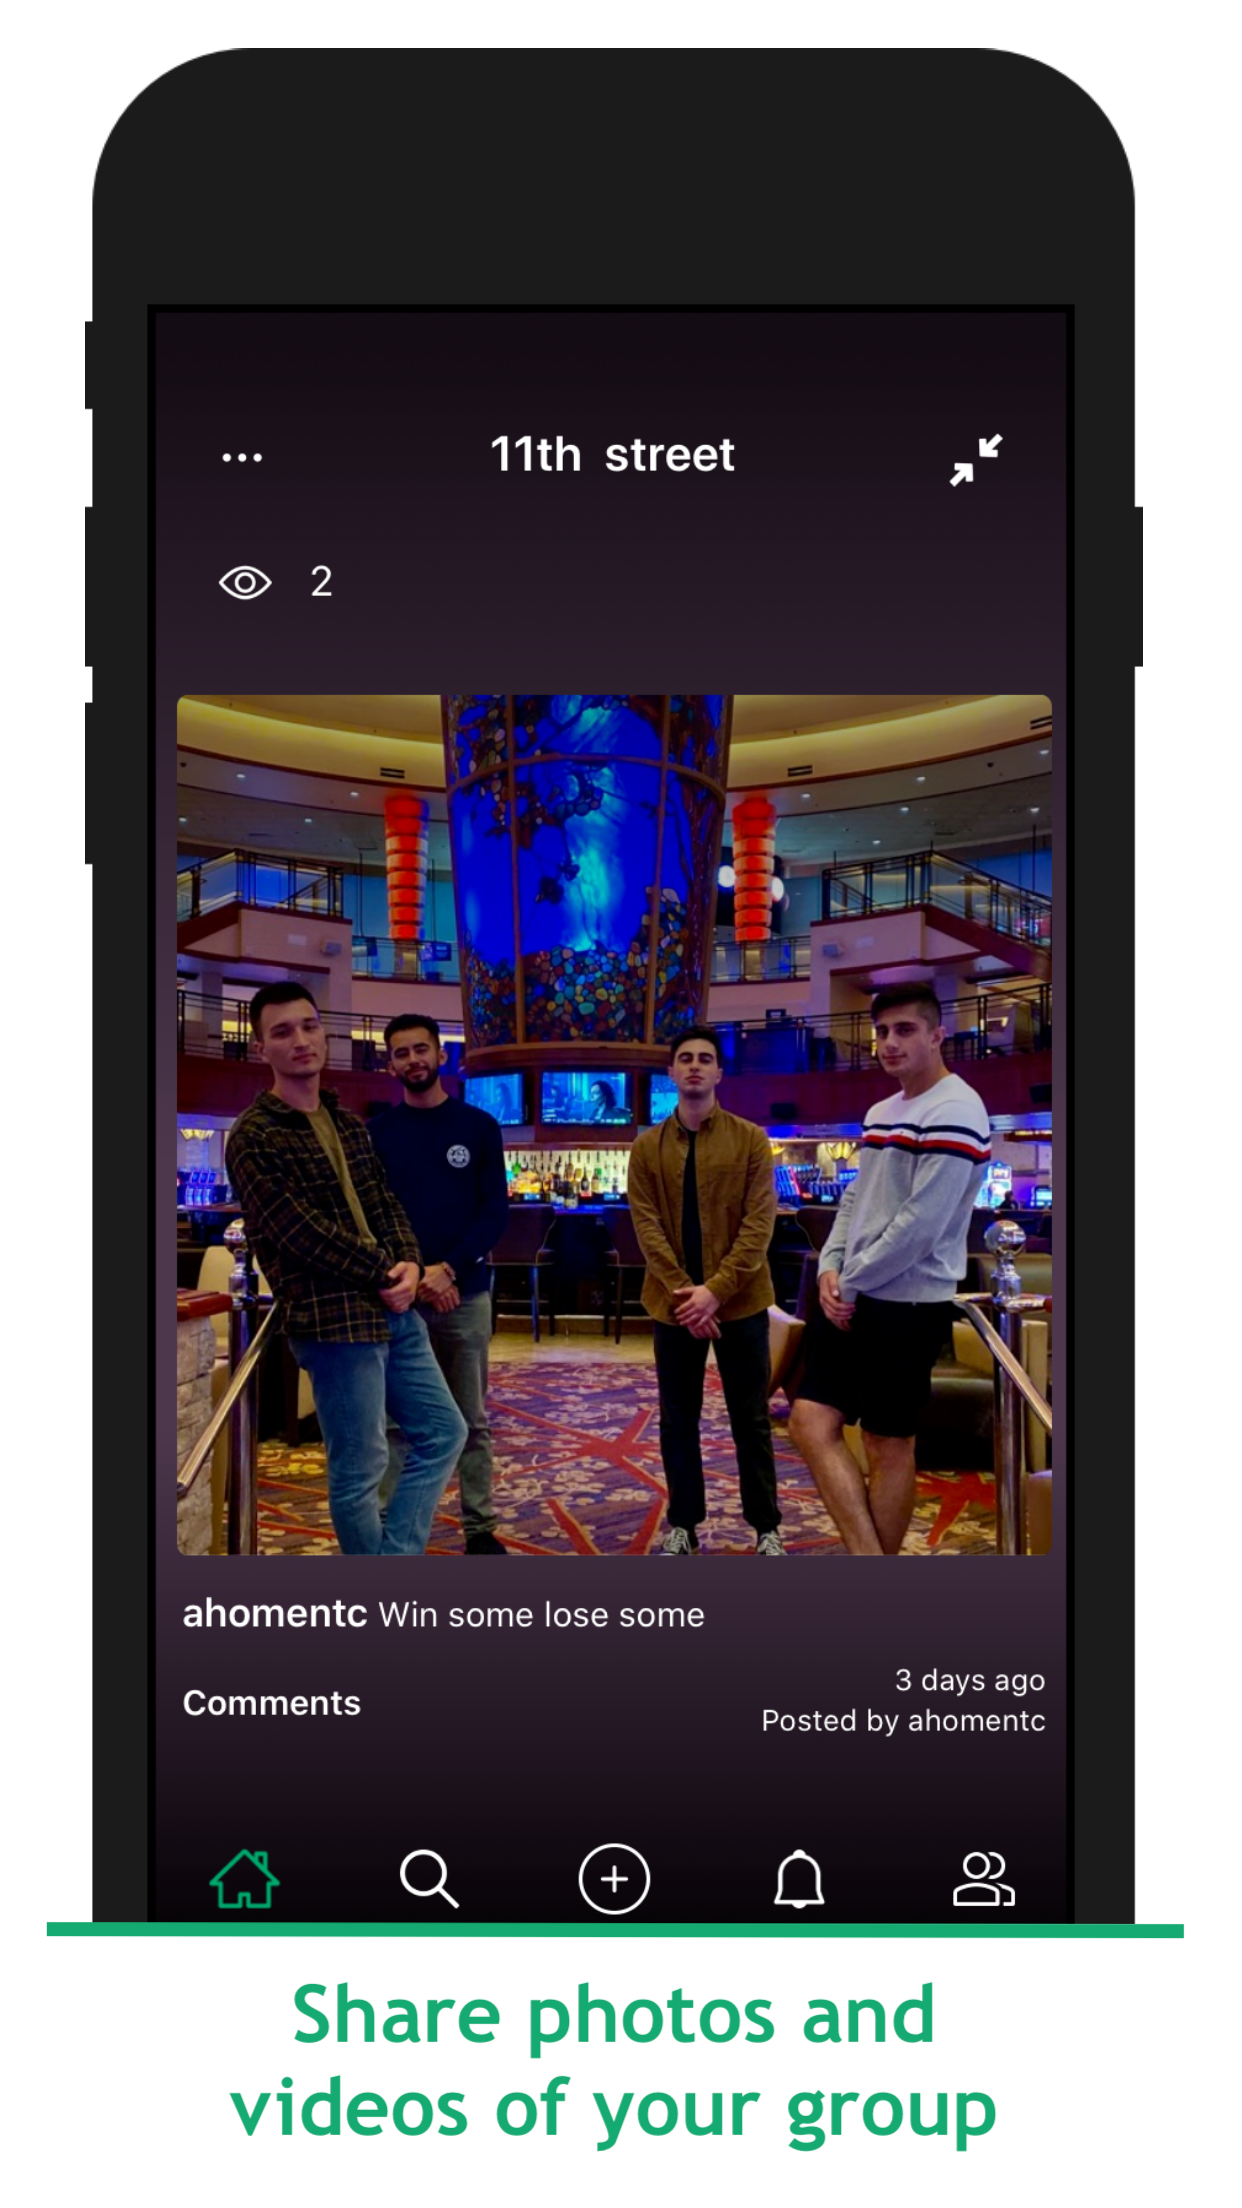 11th street
2
ahomentc Win some lose some
3 days ago
Comments
Posted by ahomentc
Share photos and
videos of your group